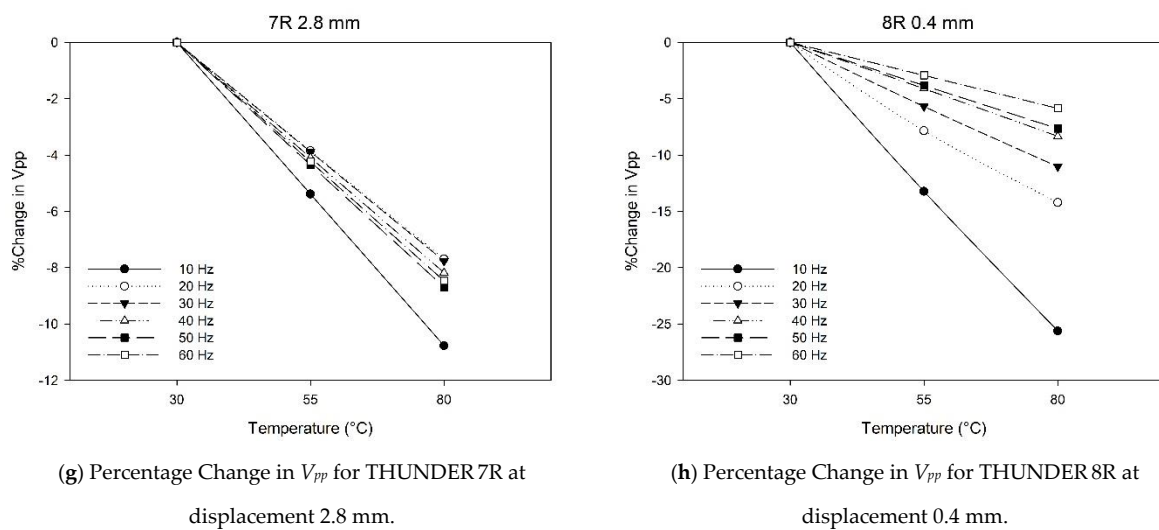 7R 2.8 mm
0
-2
-4
-6
-8
-10
-12
%Change in Vpp
10 Hz
20 Hz
30 Hz
40 Hz
50 Hz
60 Hz
30 55 80
Temperature (°C)
(g) Percentage Change in Vpp for THUNDER 7R at
displacement 2.8 mm.
8R 0.4 mm
0
-5
-10
-15
-20
-25
-30
%Change in Vpp
10 Hz
20 Hz
30 Hz
40 Hz
50 Hz
60 Hz
30 55 80
Temperature (°C)
(h) Percentage Change in Vpp for THUNDER 8R at
displacement 0.4 mm.